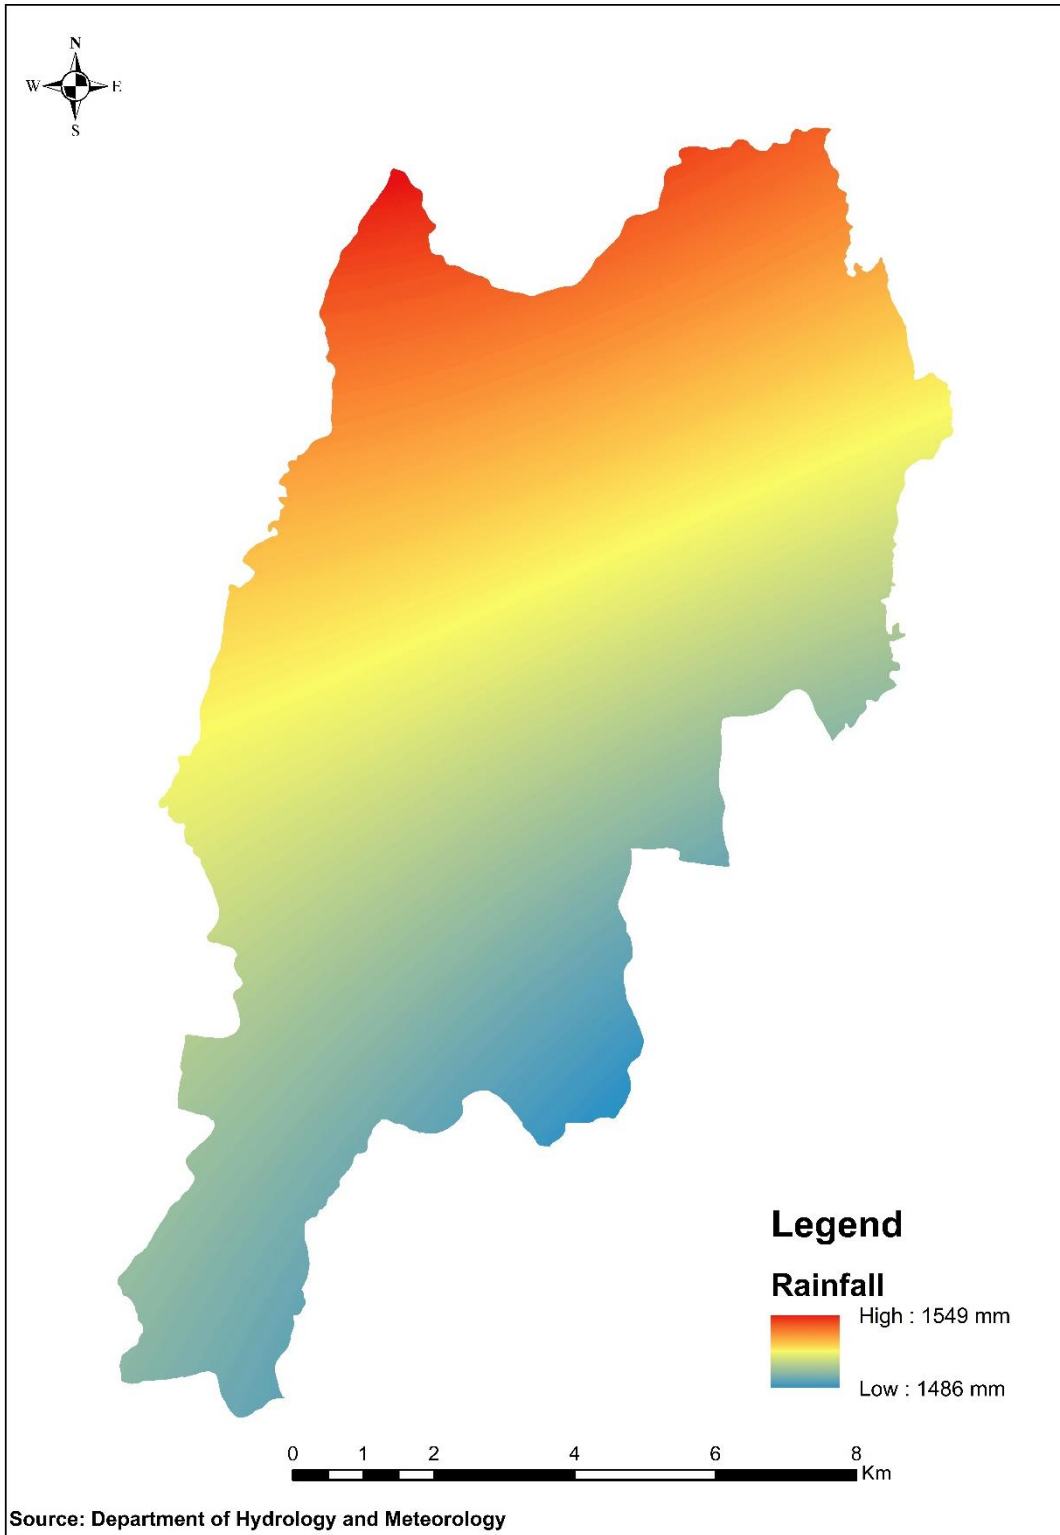 N
W E
S
Legend
Rainfall
High : 1549 mm
Low : 1486 mm
0 1 2 4 6 8
Km
Source: Department of Hydrology and Meteorology